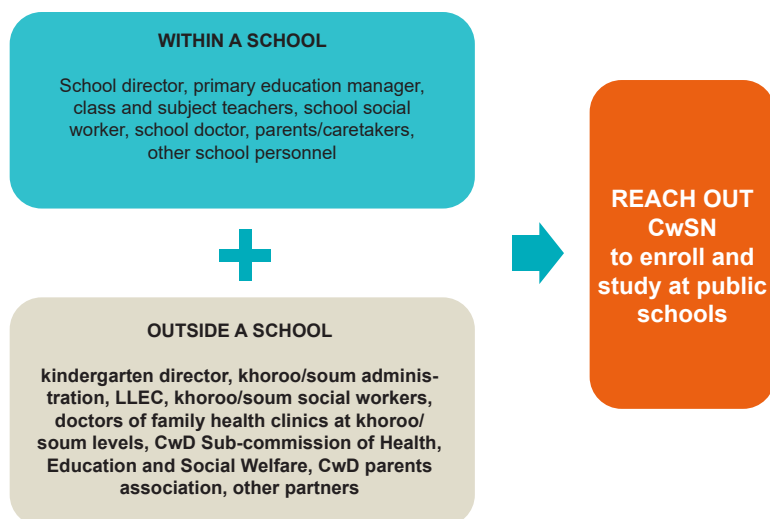 WITHIN A SCHOOL
School director, primary education manager,
class and subject teachers, school social
worker, school doctor, parents/caretakers,
other school personnel
OUTSIDE A SCHOOL
kindergarten director, khoroo/soum adminis-
tration, LLEC, khoroo/soum social workers,
doctors of family health clinics at khoroo/
soum levels, CwD Sub-commission of Health,
Education and Social Welfare, CwD parents
association, other partners
REACH OUT
CwSN
to enroll and
study at public
schools